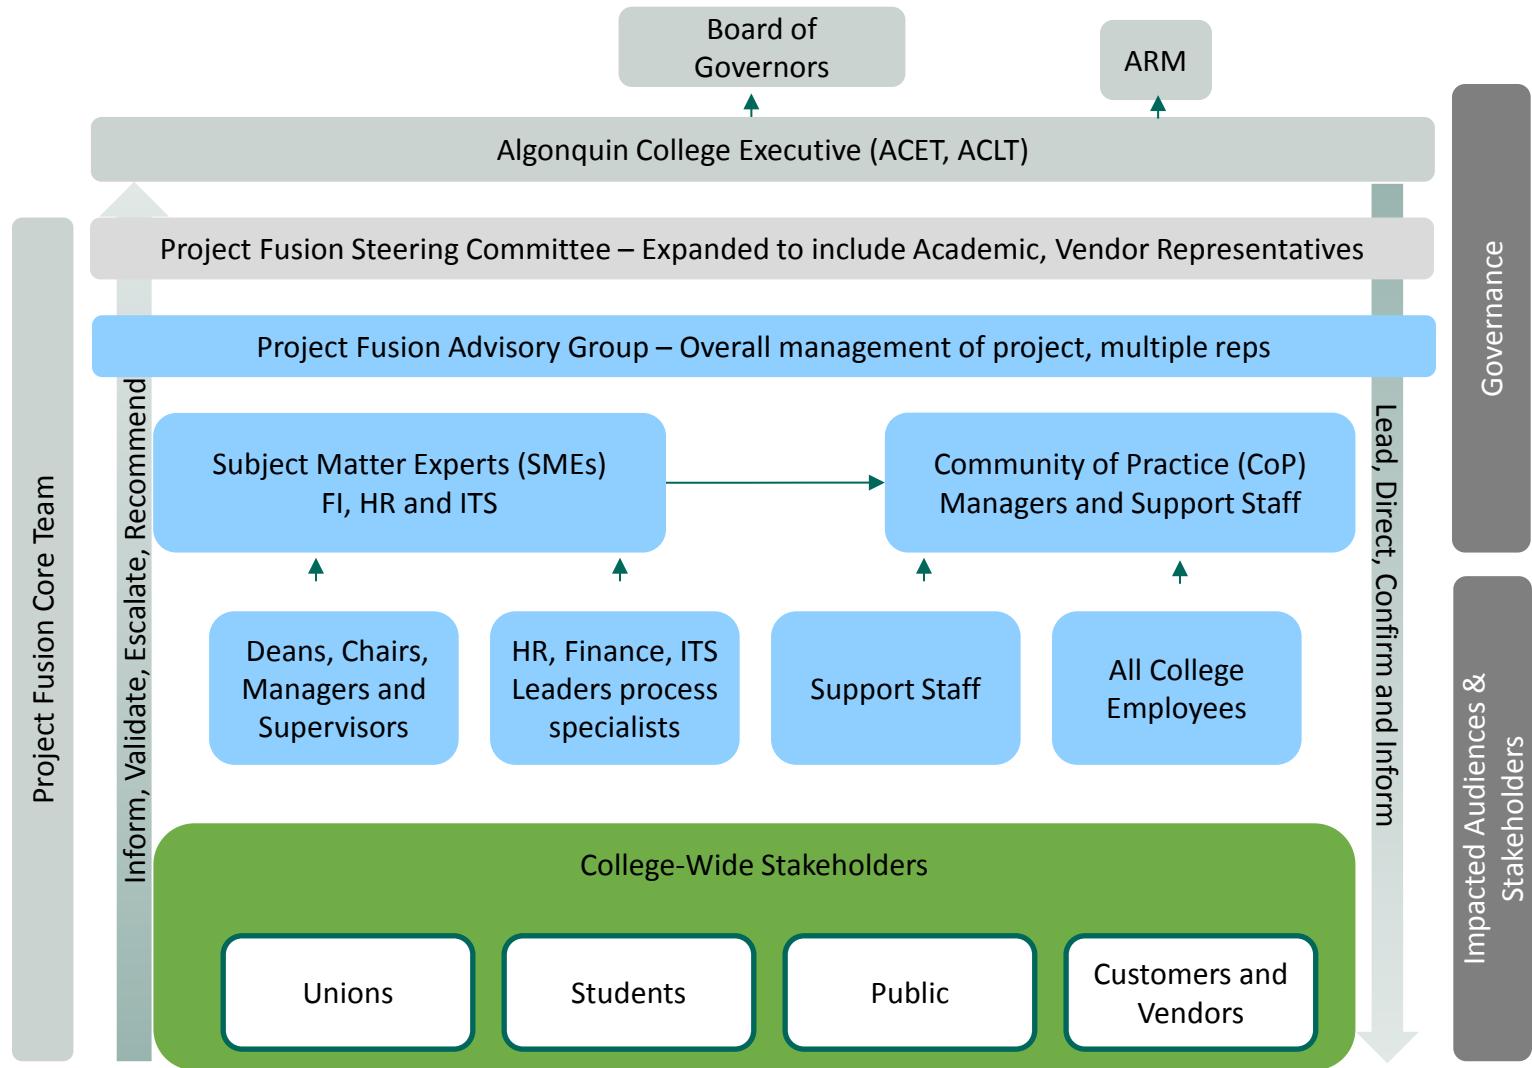 Board of
Governors
ARM
Algonquin College Executive (ACET, ACLT)
Project Fusion Steering Committee – Expanded to include Academic, Vendor Representatives
Project Fusion Advisory Group – Overall management of project, multiple reps
Subject Matter Experts (SMEs)
FI, HR and ITS
Community of Practice (CoP)
Managers and Support Staff
Deans, Chairs,
Managers and
Supervisors
HR, Finance, ITS
Leaders process
specialists
Support Staff
All College
Employees
College-Wide Stakeholders
Unions
Students
Public
Customers and
Vendors
Project Fusion Core Team
Inform, Validate, Escalate, Recommend
Lead, Direct, Confirm and Inform
Governance
Impacted Audiences &
Stakeholders